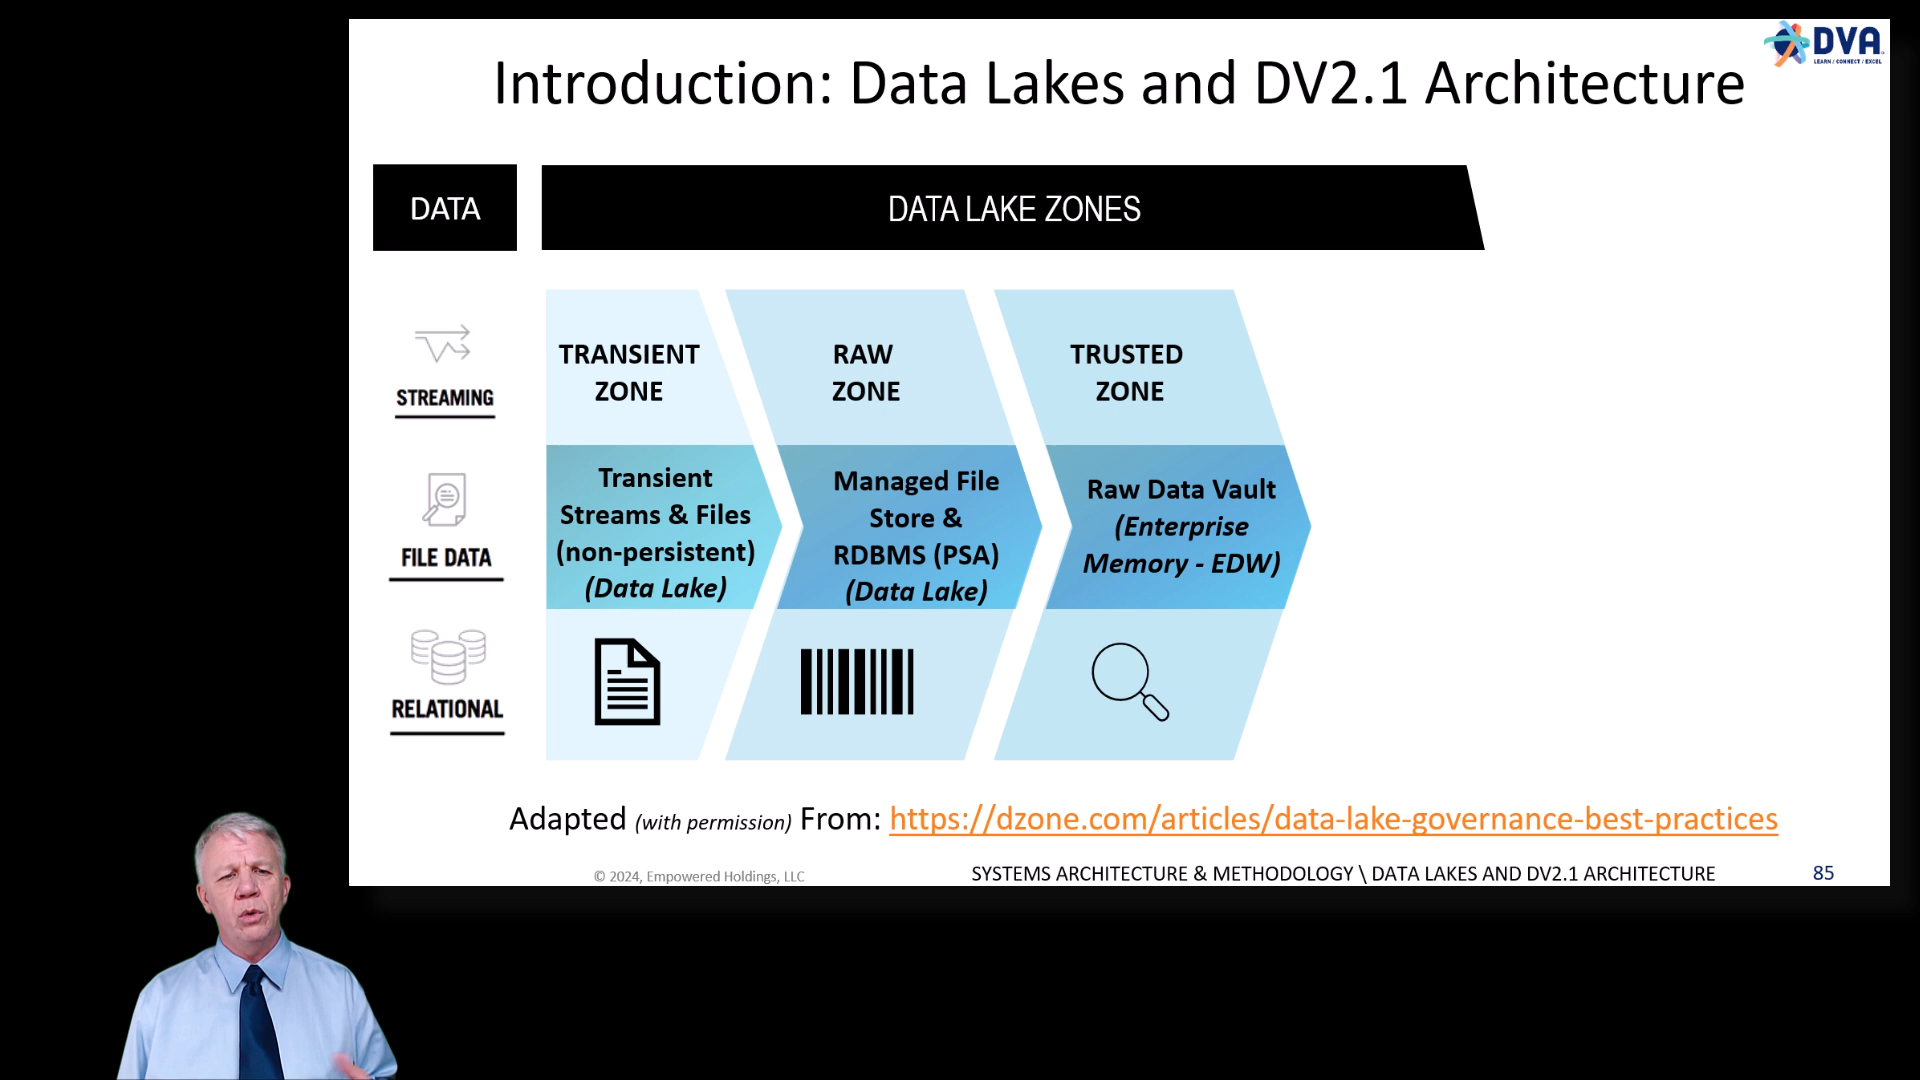 DVA
LEARN / CONNECT / EXCEL
Introduction: Data Lakes and DV2.1 Architecture
DATA
DATA LAKE ZONES
STREAMING
FILE DATA
RELATIONAL
TRANSIENT
ZONE
Transient
Streams & Files
(non-persistent)
(Data Lake)
RAW
ZONE
Managed File
Store &
RDBMS (PSA)
(Data Lake)
TRUSTED
ZONE
Raw Data Vault
(Enterprise
Memory - EDW)
Adapted (with permission) From: https://dzone.com/articles/data-lake-governance-best-practices
© 2024, Empowered Holdings, LLC
SYSTEMS ARCHITECTURE & METHODOLOGY \ DATA LAKES AND DV2.1 ARCHITECTURE
85